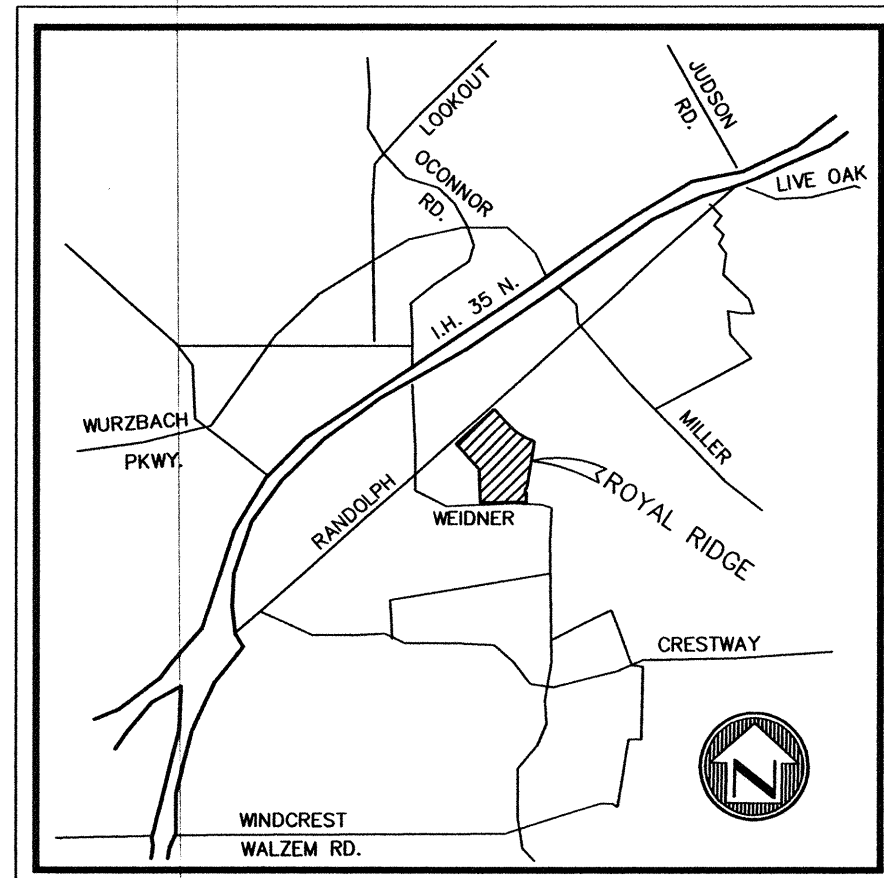 LOOKOUT
JUDSON
RD.
OCONNOR
RD.
LIVE OAK
I.H. 35 N.
WURZBACH
PKWY.
MILLER
RANDOLPH
WEIDNER
ROYAL RIDGE
CRESTWAY
N
WINDCREST
WALZEM RD.